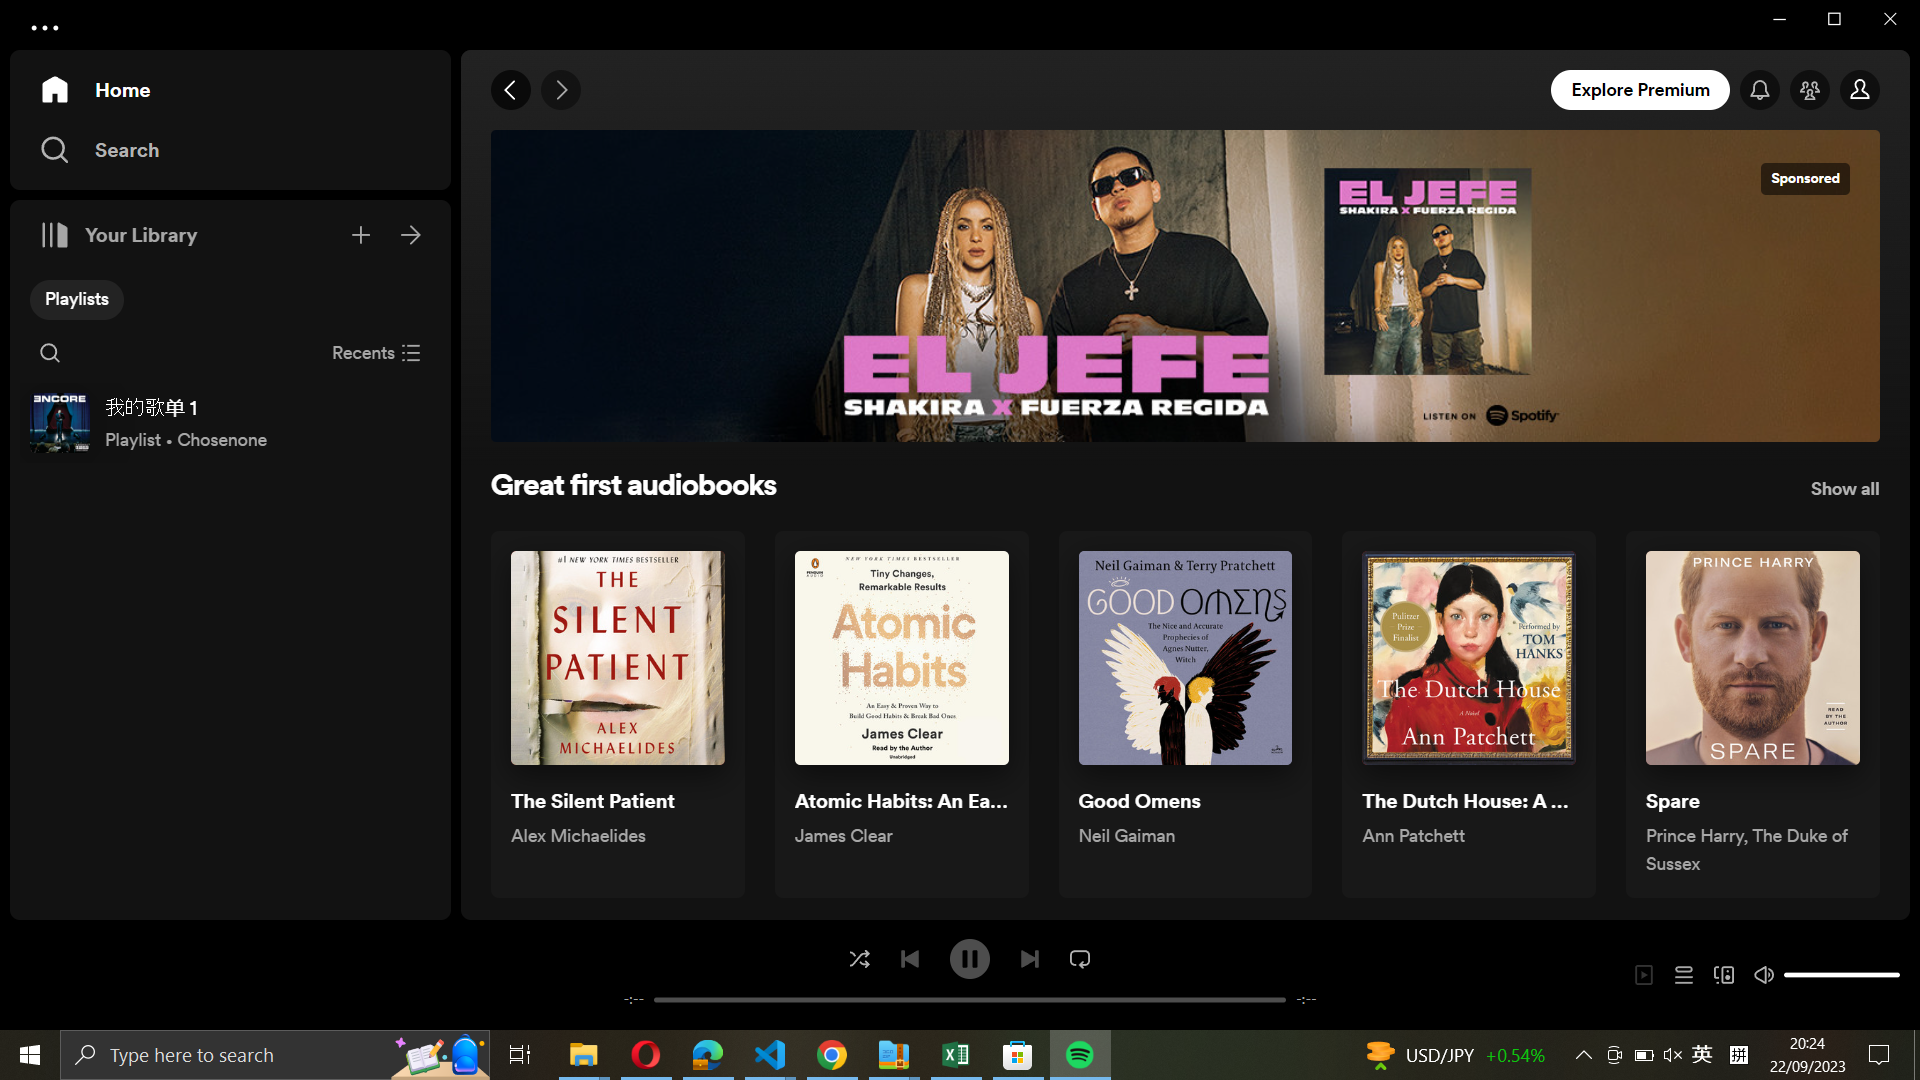 Home
Search
Your Library
Playlists
Recents
ENCORE
我的歌单 1
Playlist • Chosenone
Explore Premium
Sponsored
EL JEFE
SHAKIRA X FUERZA REGIDA
EL JEFE
SHAKIRA X FUERZA REGIDA
LISTEN ON Spotify
Great first audiobooks
Show all
#1 NEW YORK TIMES BESTSELLER
THE
SILENT
PATIENT
ALEX
MICHAELIDES
The Silent Patient
Alex Michaelides
PENGUIN
AUDIO
NEW YORK TIMES BESTSELLER
Tiny Changes,
Remarkable Results
Atomic
Habits
An Easy & Proven Way to
Build Good Habits & Break Bad Ones
James Clear
Read by the Author
Unabridged
Atomic Habits: An Ea...
James Clear
Neil Gaiman & Terry Pratchett
GOOD OMENS
The Nice and Accurate
Prophecies of
Agnes Nutter,
Witch
Good Omens
Neil Gaiman
Pulitzer
Prize
Finalist
Performed by
TOM
HANKS
The Dutch House
A Novel
Ann Patchett
The Dutch House: A ...
Ann Patchett
PRINCE HARRY
READ
BY THE
AUTHOR
SPARE
Spare
Prince Harry, The Duke of
Sussex
-:--
-:--
Type here to search
USD/JPY +0.54%
英
拼
20:24
22/09/2023